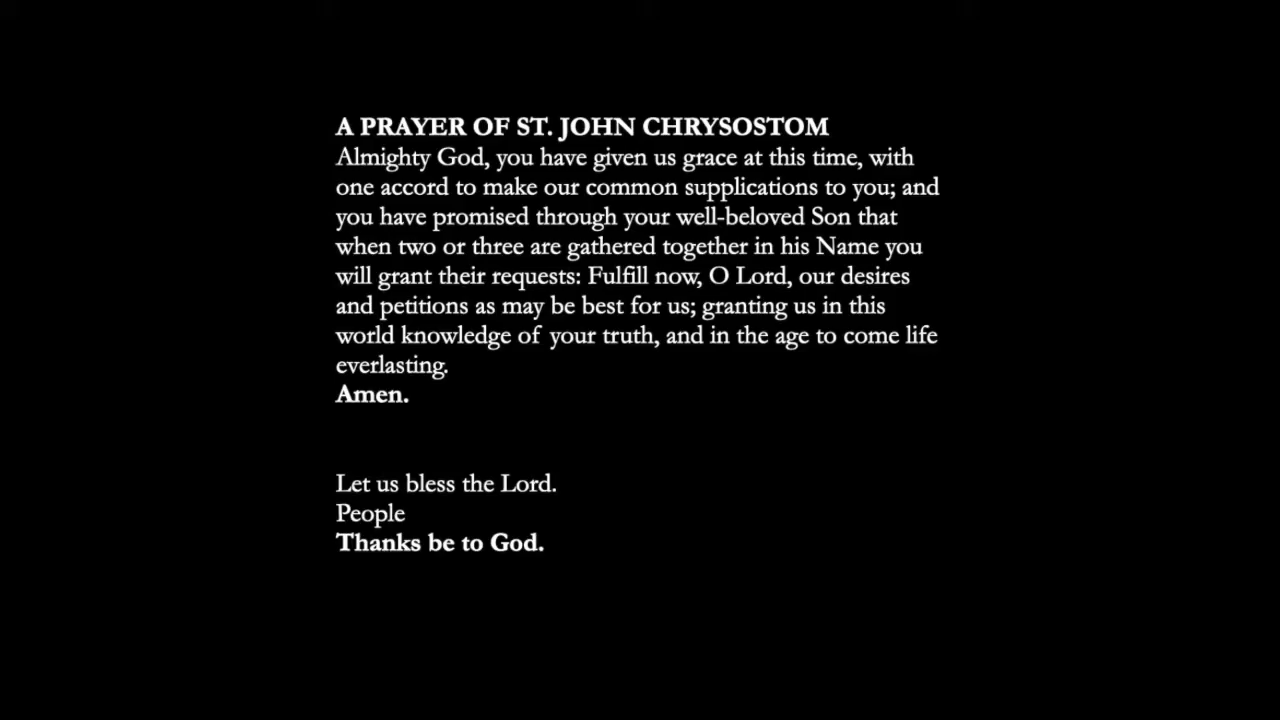 A PRAYER OF ST. JOHN CHRYSOSTOM
Almighty God, you have given us grace at this time, with
one accord to make our common supplications to you; and
you have promised through your well-beloved Son that
when two or three are gathered together in his Name you
will grant their requests: Fulfill now, O Lord, our desires
and petitions as may be best for us; granting us in this
world knowledge of your truth, and in the age to come life
everlasting.
Amen.
Let us bless the Lord.
People
Thanks be to God.